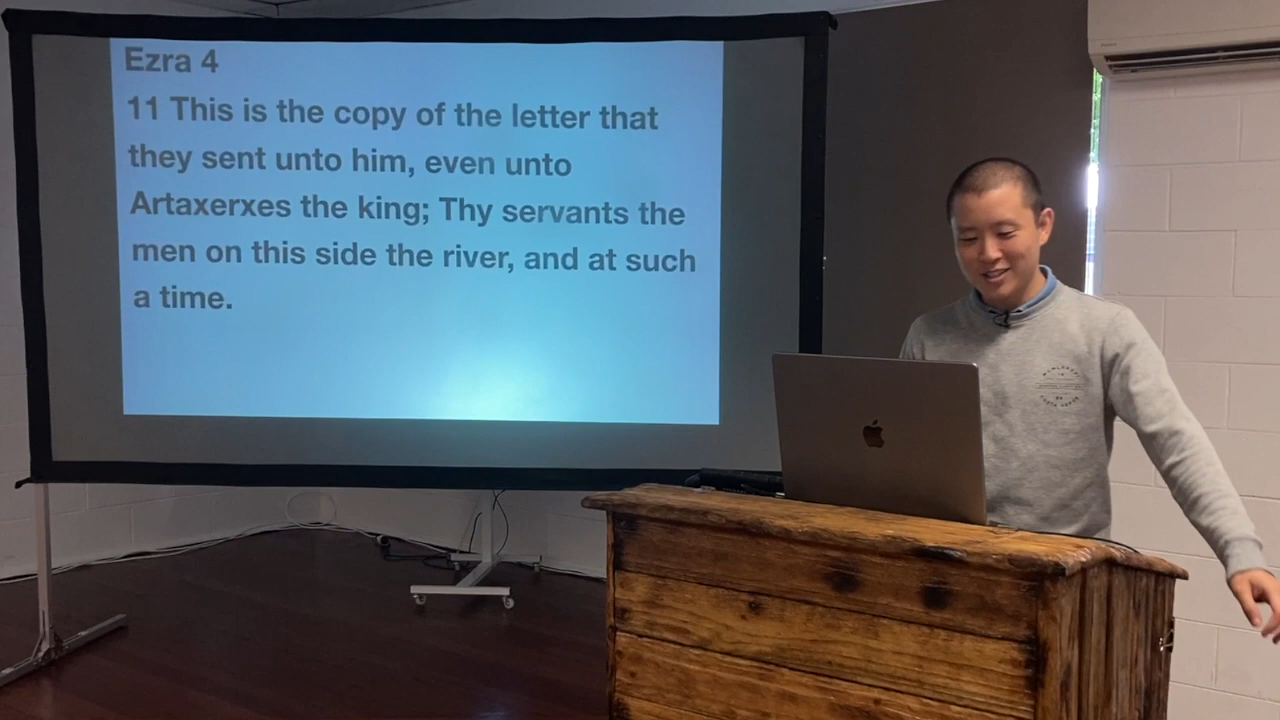 Ezra 4
11 This is the copy of the letter that
they sent unto him, even unto
Artaxerxes the king; Thy servants the
men on this side the river, and at such
a time.